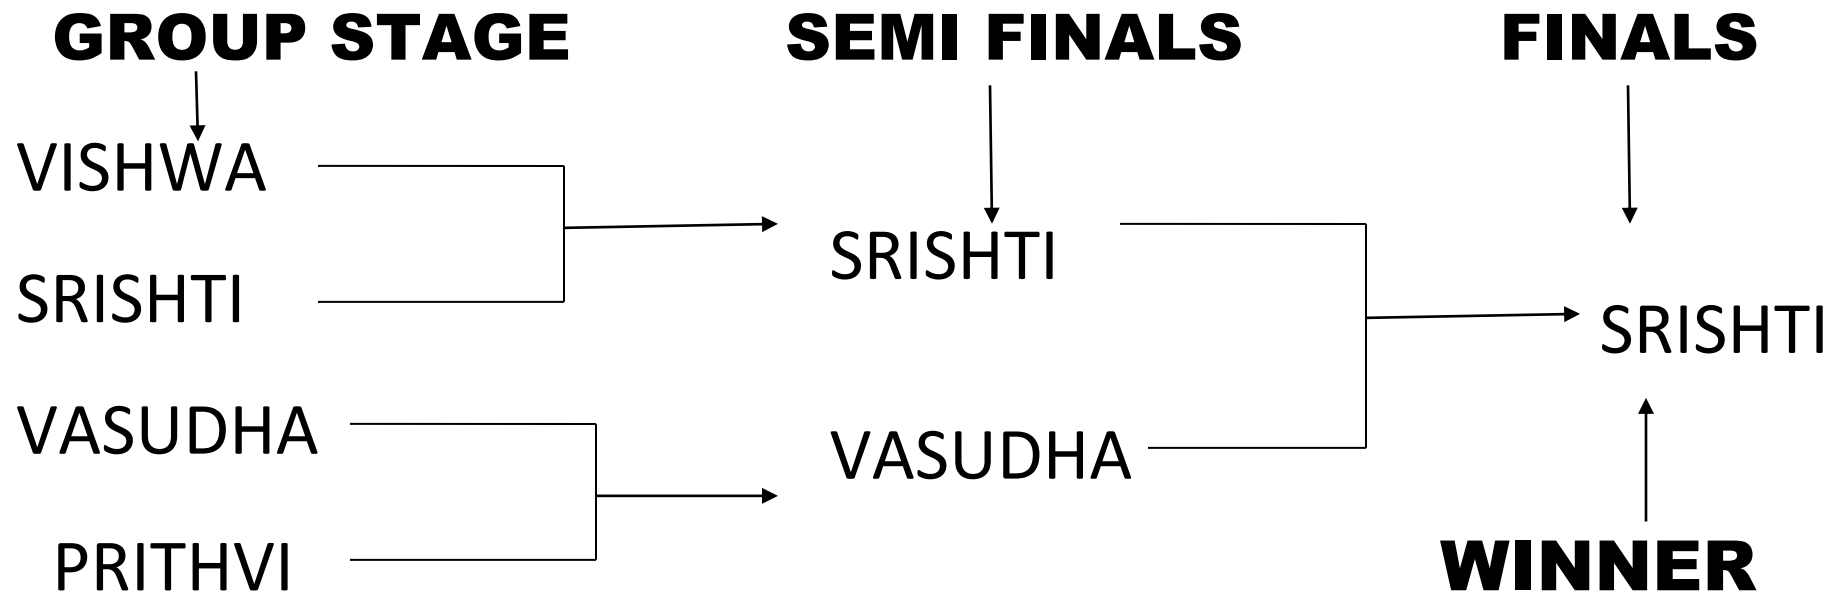 GROUP STAGE
SEMI FINALS
FINALS
VISHWA
SRISHTI
VASUDHA
PRITHVI
SRISHTI
VASUDHA
SRISHTI
WINNER